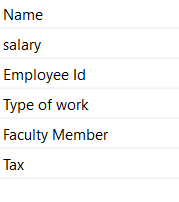 Name
salary
Employee Id
Type of work
Faculty Member
Tax